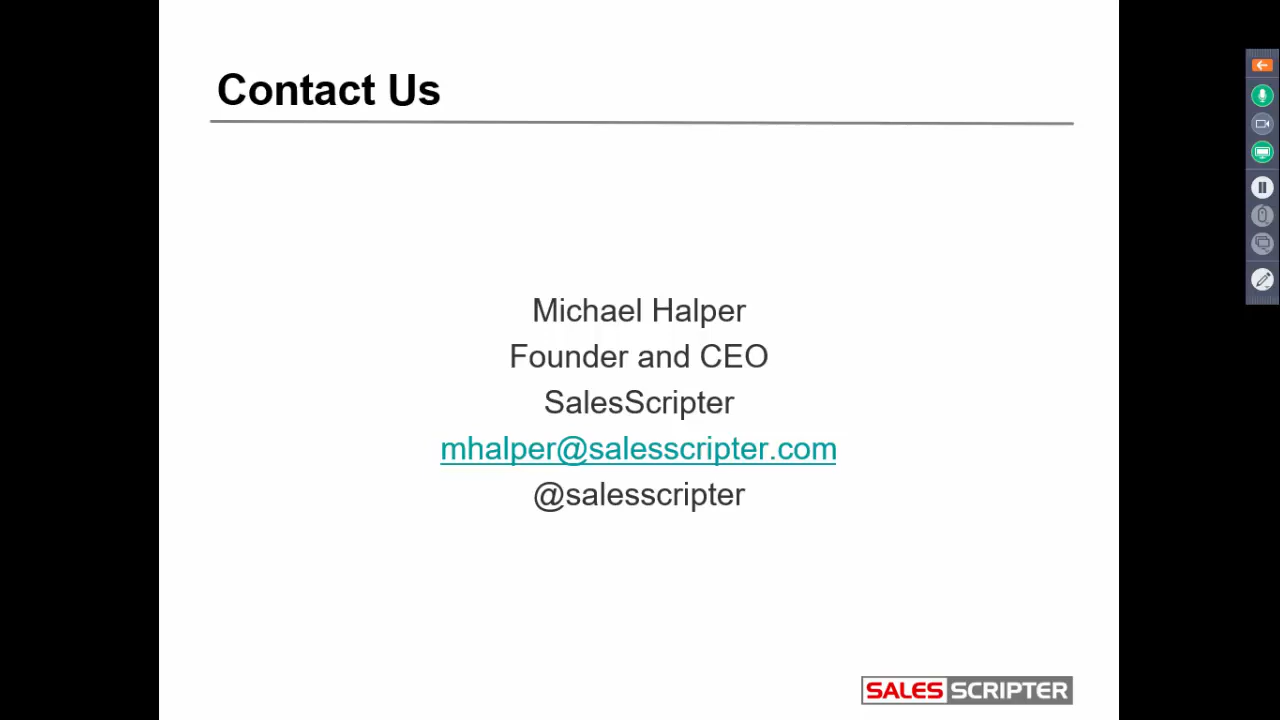 Contact Us
Michael Halper
Founder and CEO
SalesScripter
mhalper@salesscripter.com
@salesscripter
SALES SCRIPTER